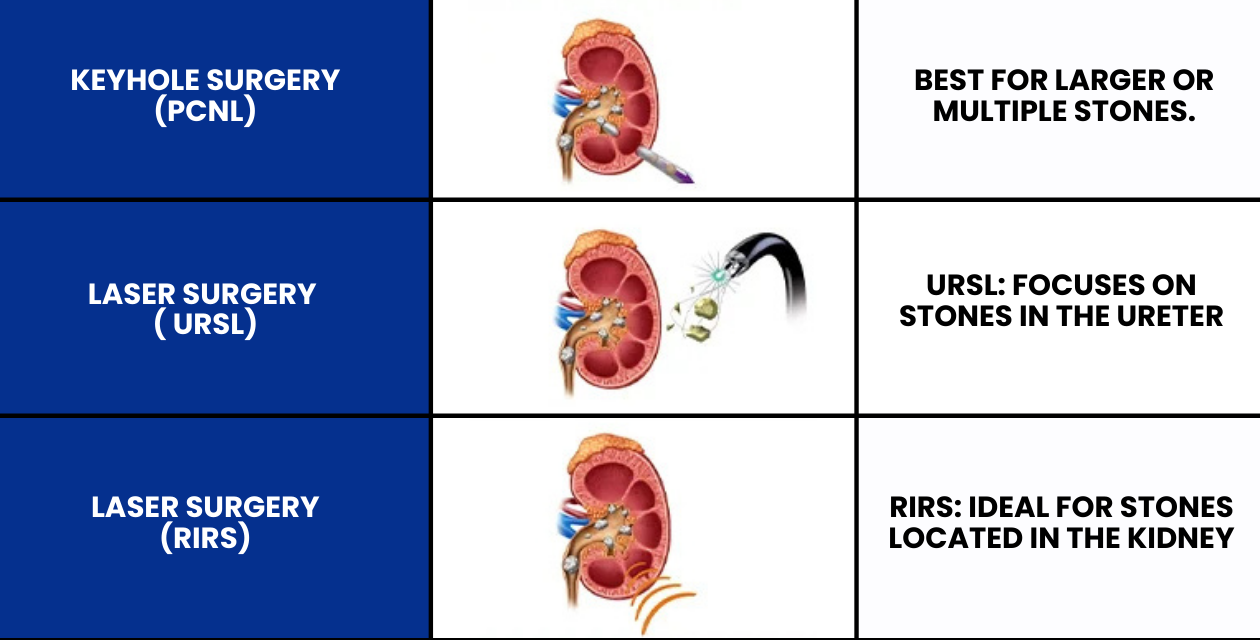 KEYHOLE SURGERY
(PCNL)
BEST FOR LARGER OR
MULTIPLE STONES.
LASER SURGERY
( URSL)
URSL: FOCUSES ON
STONES IN THE URETER
LASER SURGERY
(RIRS)
RIRS: IDEAL FOR STONES
LOCATED IN THE KIDNEY